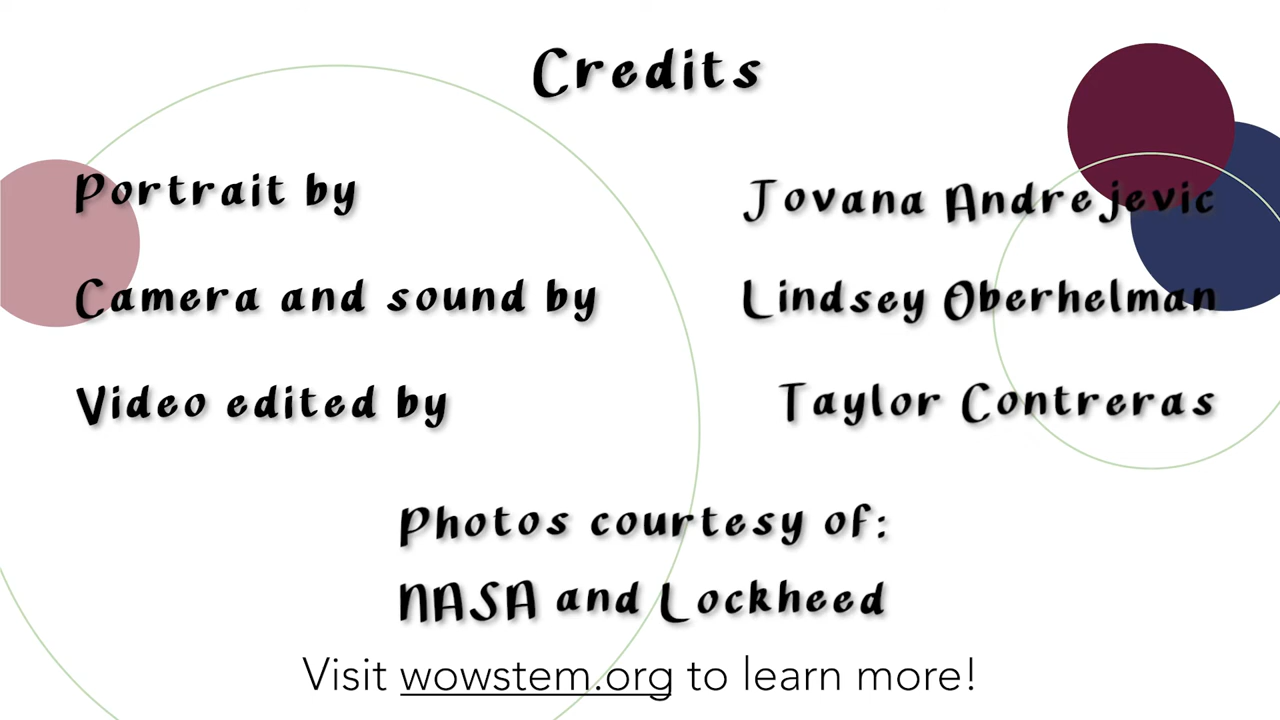 Credits
Portrait by Jovana Andrejevic
Camera and sound by Lindsey Oberhelman
Video edited by Taylor Contreras
Photos courtesy of:
NASA and Lockheed
Visit wowstem.org to learn more!